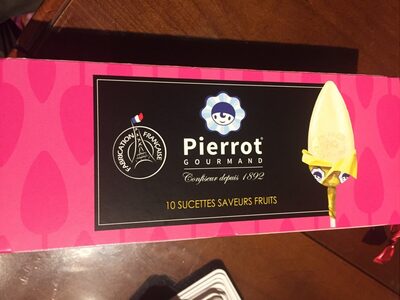 FABRICATION FRANÇAISE
Pierrot
GOURMAND
Confiseur depuis 1892
10 SUCETTES SAVEURS FRUITS